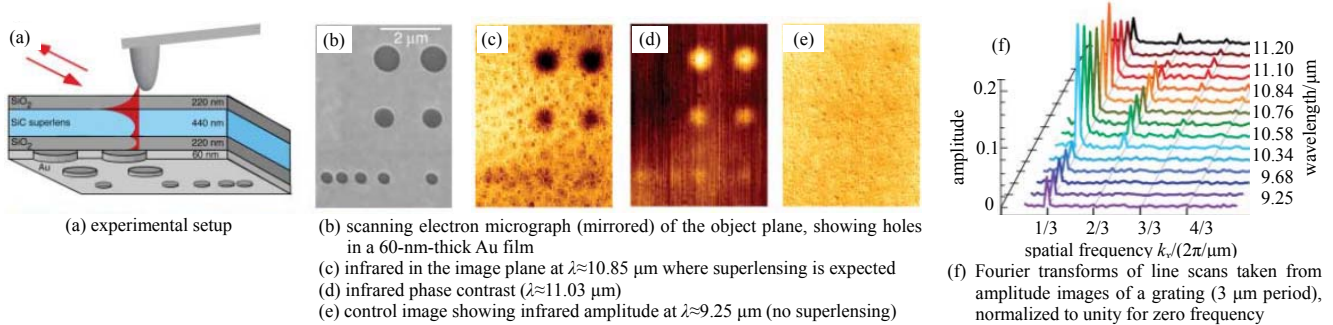 (a)
SiO2
220 nm
SiC superlens
440 nm
SiO2
220 nm
60 nm
Au
(a) experimental setup
(b)
2 μm
(c)
(d)
(e)
(b) scanning electron micrograph (mirrored) of the object plane, showing holes
in a 60-nm-thick Au film
(c) infrared in the image plane at λ≈10.85 μm where superlensing is expected
(d) infrared phase contrast (λ≈11.03 μm)
(e) control image showing infrared amplitude at λ≈9.25 μm (no superlensing)
(f)
0.2
0.1
0
amplitude
11.20
11.10
10.84
10.76
10.58
10.34
9.68
9.25
wavelength/μm
1/3 2/3 3/3 4/3
spatial frequency ky/(2π/μm)
(f) Fourier transforms of line scans taken from
amplitude images of a grating (3 μm period),
normalized to unity for zero frequency